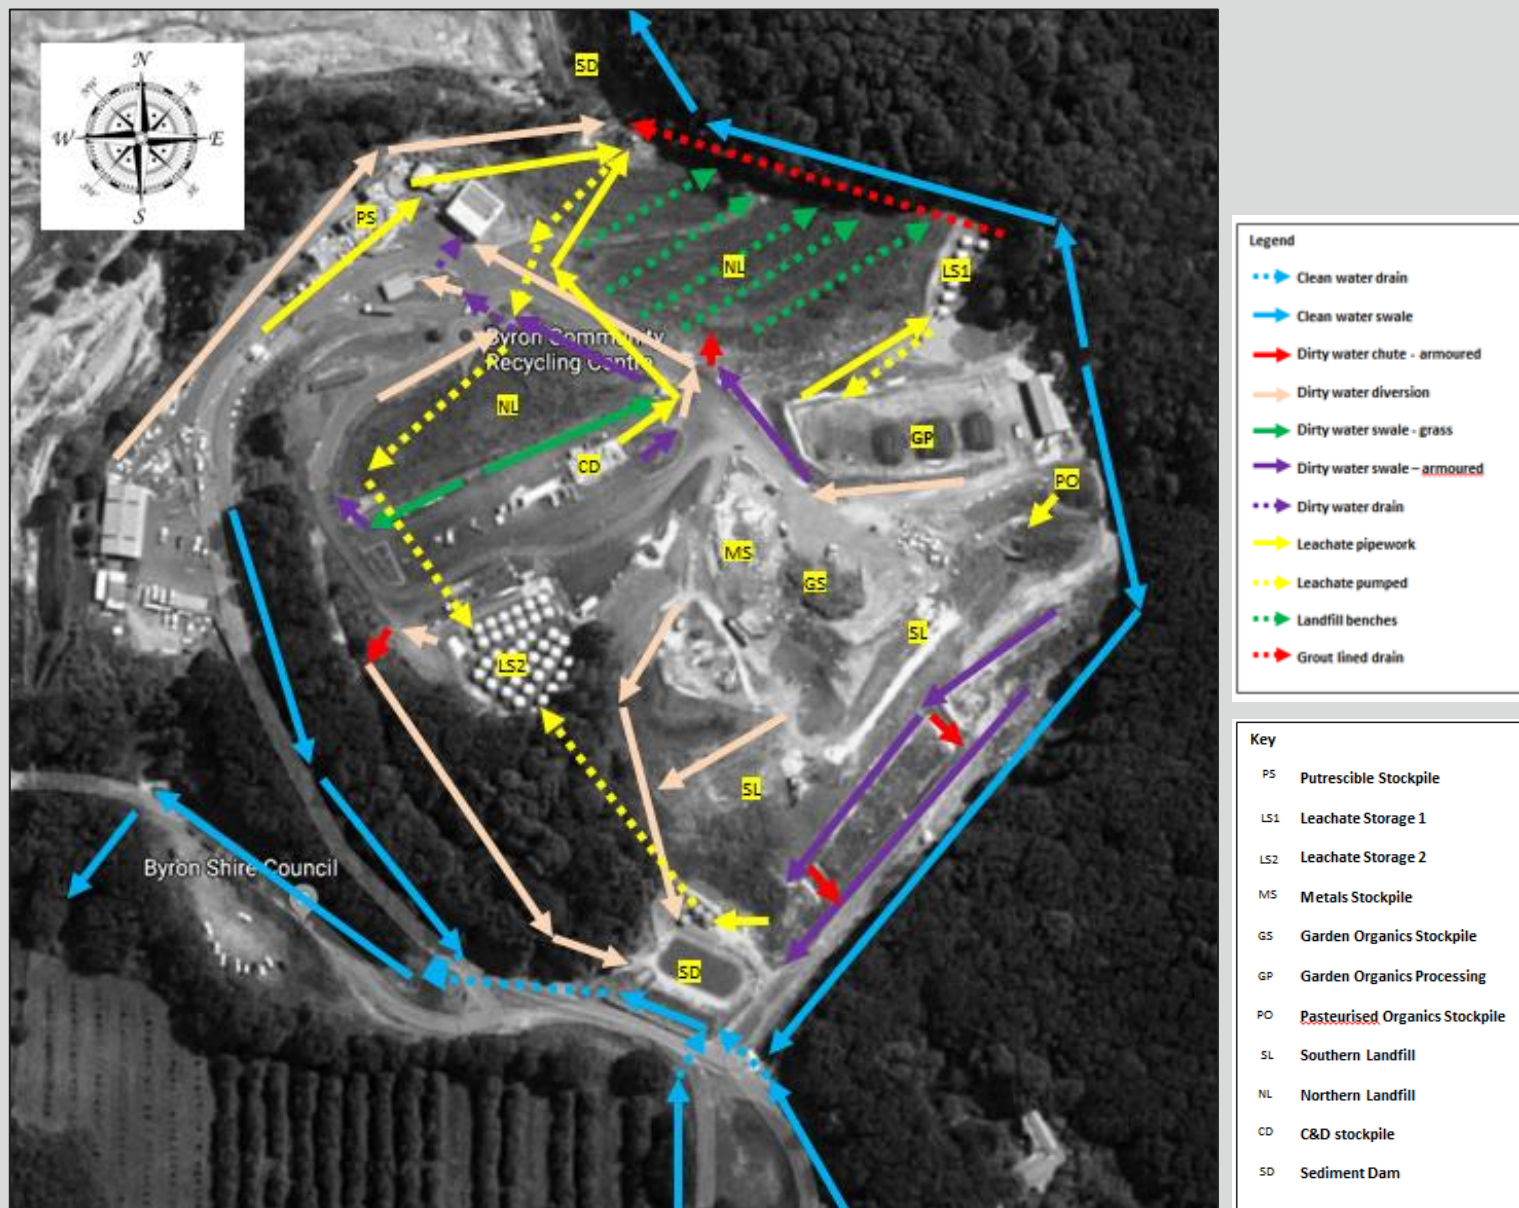 N
NW
NE
W
E
SW
SE
S
SD
PS
NL
LS1
Byron Community
Recycling Centre
NL
GP
CD
PO
MS
GS
SL
LS2
SL
Byron Shire Council
SD
Legend
Clean water drain
Clean water swale
Dirty water chute - armoured
Dirty water diversion
Dirty water swale - grass
Dirty water swale – armoured
Dirty water drain
Leachate pipework
Leachate pumped
Landfill benches
Grout lined drain
Key
PS Putrescible Stockpile
LS1 Leachate Storage 1
LS2 Leachate Storage 2
MS Metals Stockpile
GS Garden Organics Stockpile
GP Garden Organics Processing
PO Pasteurised Organics Stockpile
SL Southern Landfill
NL Northern Landfill
CD C&D stockpile
SD Sediment Dam